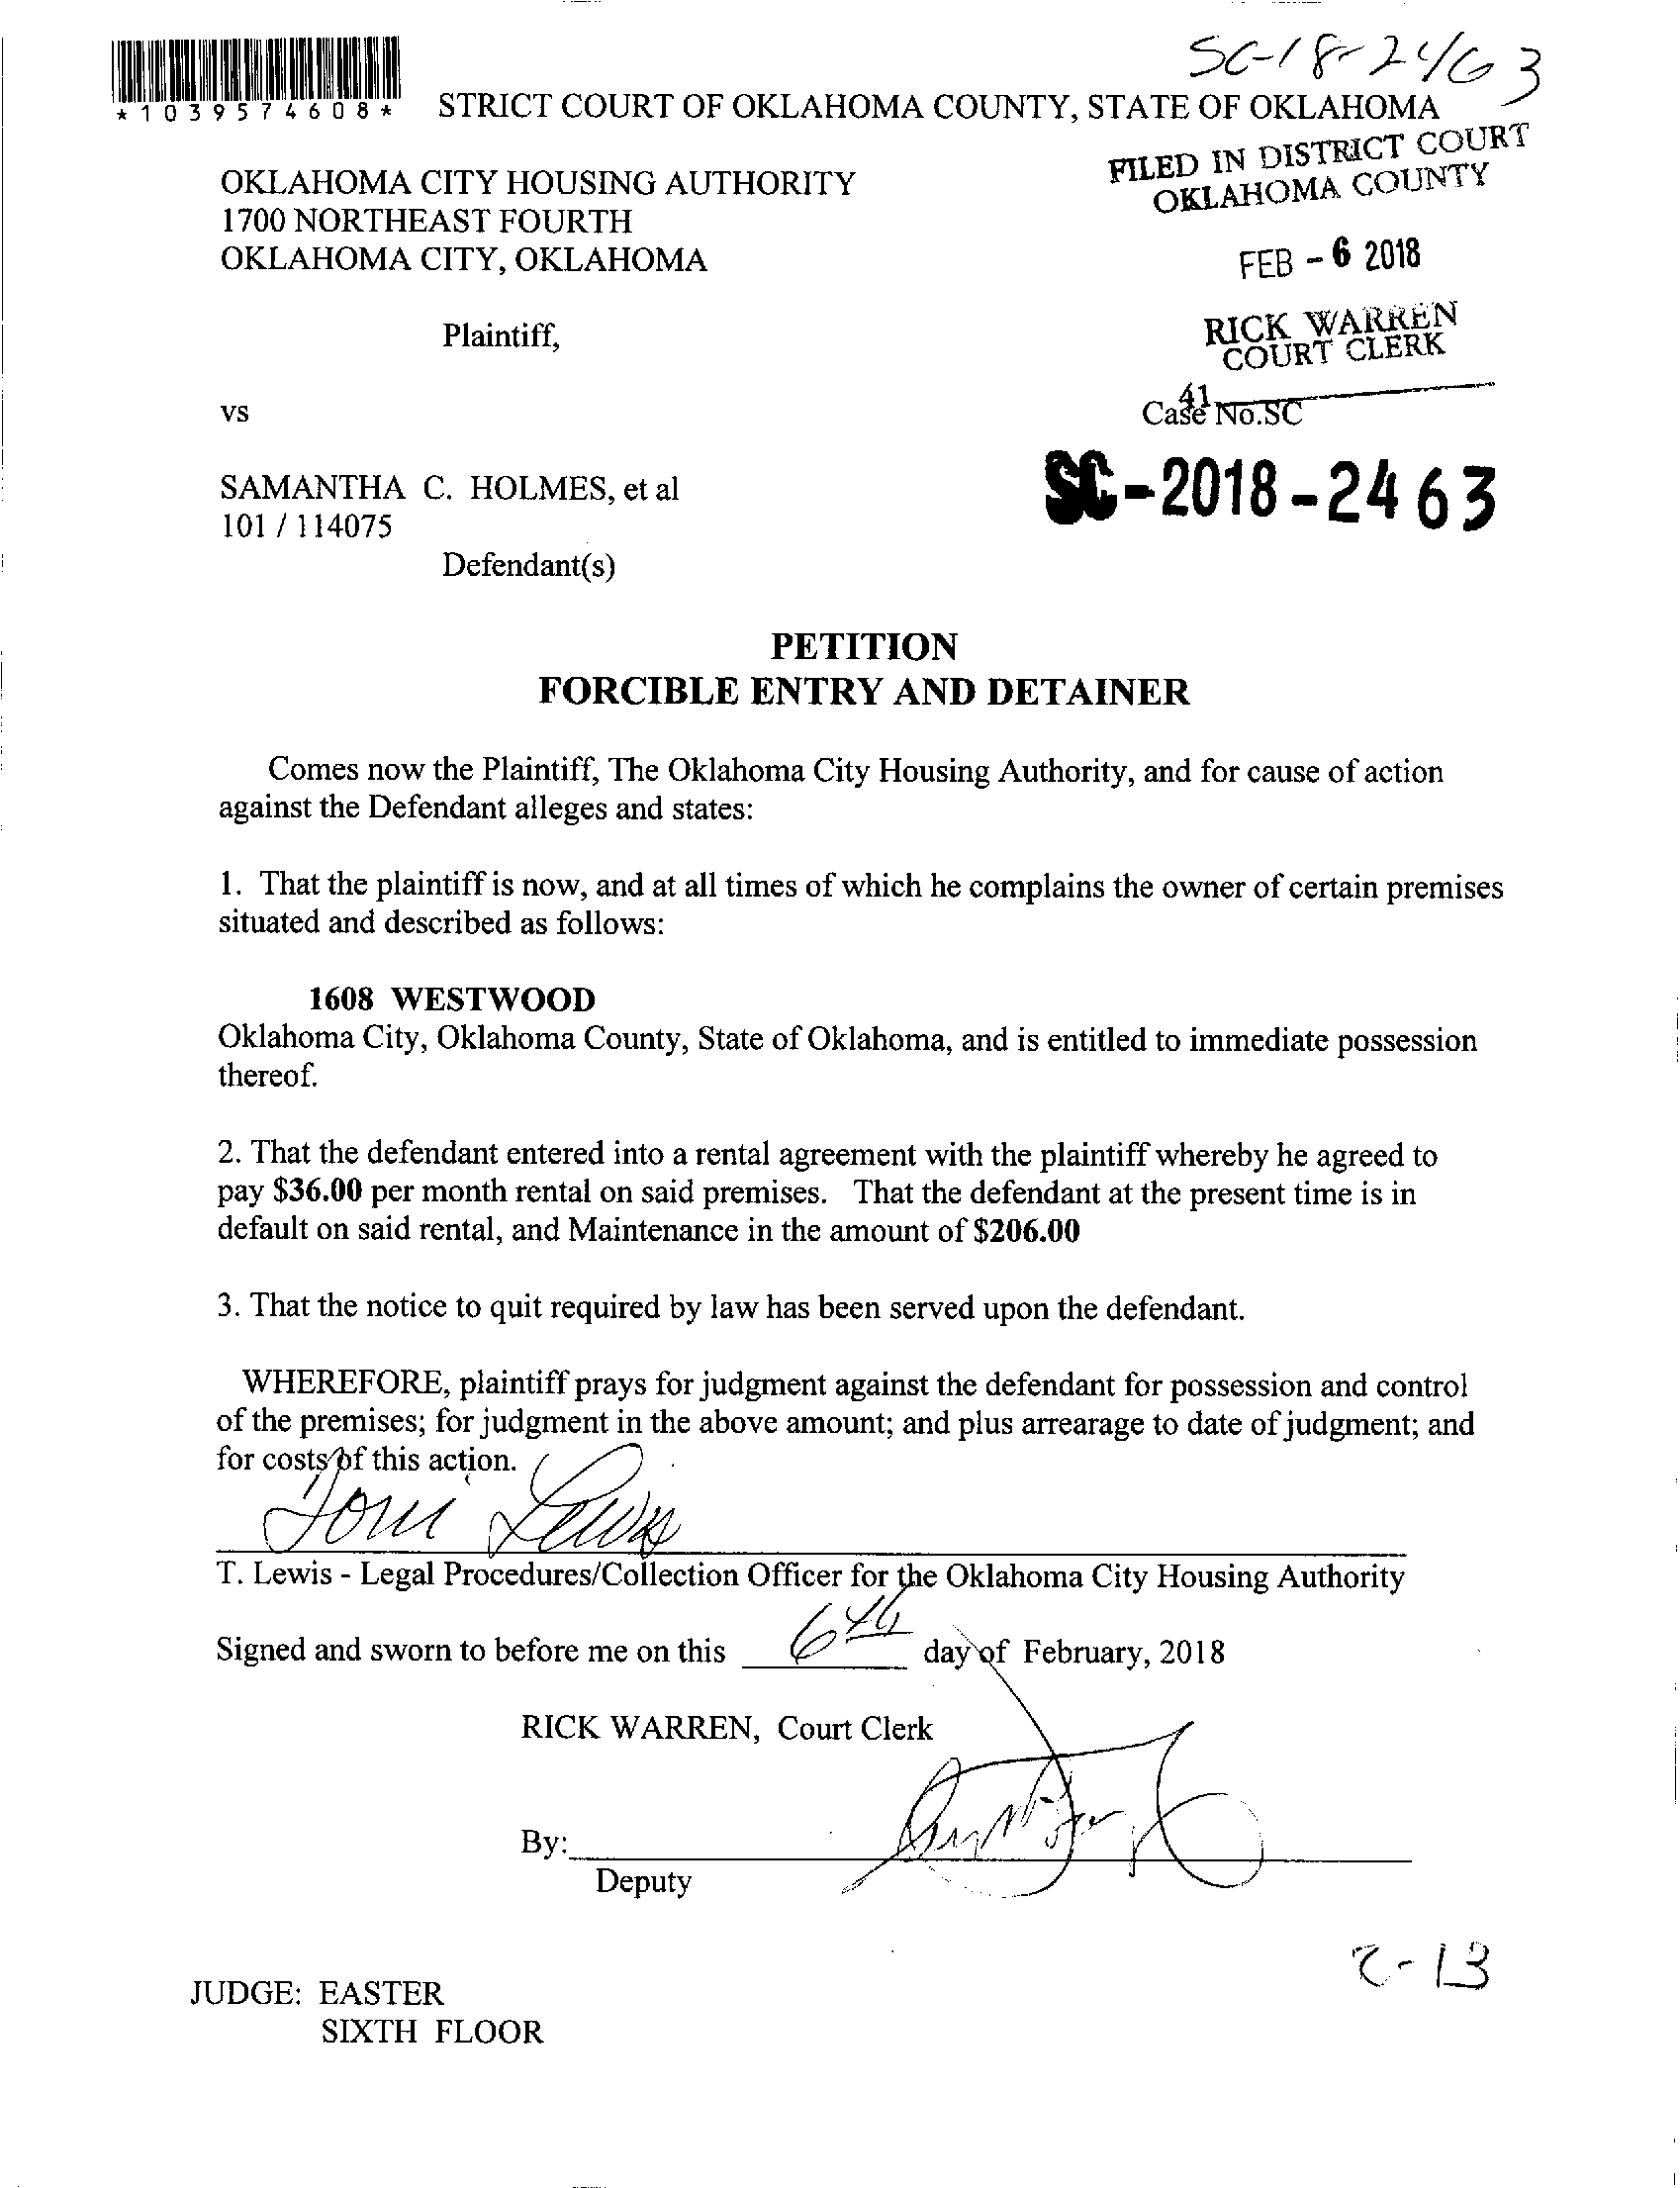 SC-18-2463
*1039574608*
STRICT COURT OF OKLAHOMA COUNTY, STATE OF OKLAHOMA
FILED IN DISTRICT COURT
OKLAHOMA COUNTY
OKLAHOMA CITY HOUSING AUTHORITY
1700 NORTHEAST FOURTH
OKLAHOMA CITY, OKLAHOMA
FEB - 6 2018
Plaintiff,
RICK WARREN
COURT CLERK
41
vs
Case No.SC
SAMANTHA C. HOLMES, et al
SC-2018-2463
101 / 114075
Defendant(s)
PETITION
FORCIBLE ENTRY AND DETAINER
Comes now the Plaintiff, The Oklahoma City Housing Authority, and for cause of action
against the Defendant alleges and states:
1. That the plaintiff is now, and at all times of which he complains the owner of certain premises
situated and described as follows:
1608 WESTWOOD
Oklahoma City, Oklahoma County, State of Oklahoma, and is entitled to immediate possession
thereof.
2. That the defendant entered into a rental agreement with the plaintiff whereby he agreed to
pay $36.00 per month rental on said premises. That the defendant at the present time is in
default on said rental, and Maintenance in the amount of $206.00
3. That the notice to quit required by law has been served upon the defendant.
WHEREFORE, plaintiff prays for judgment against the defendant for possession and control
of the premises; for judgment in the above amount; and plus arrearage to date of judgment; and
for costs of this action.
Toni Lewis
T. Lewis - Legal Procedures/Collection Officer for the Oklahoma City Housing Authority
Signed and sworn to before me on this 6th day of February, 2018
RICK WARREN, Court Clerk
By:
Deputy
2-13
JUDGE: EASTER
SIXTH FLOOR